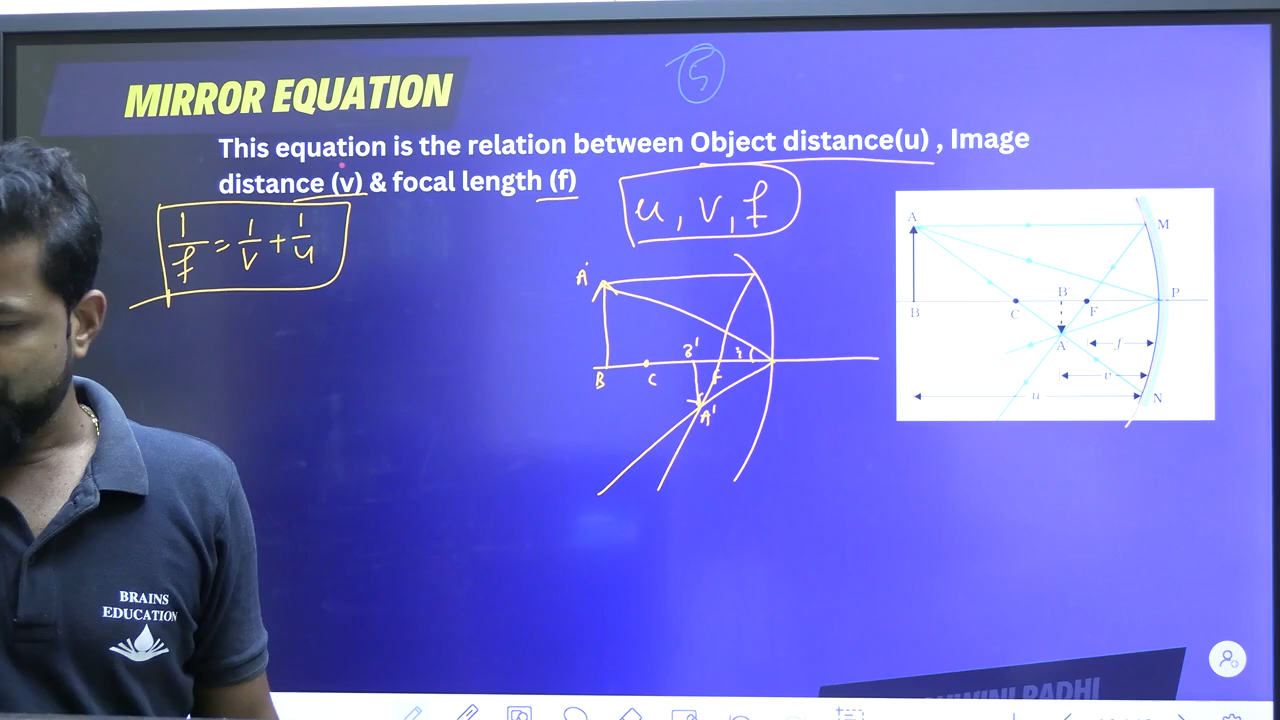 5
MIRROR EQUATION
This equation is the relation between Object distance(u) , Image
distance (v) & focal length (f)
u, v, f
1/f = 1/v + 1/u
A
B C B' F
A'
A M
B C B F P
A f
v
u N
BRAINS
EDUCATION